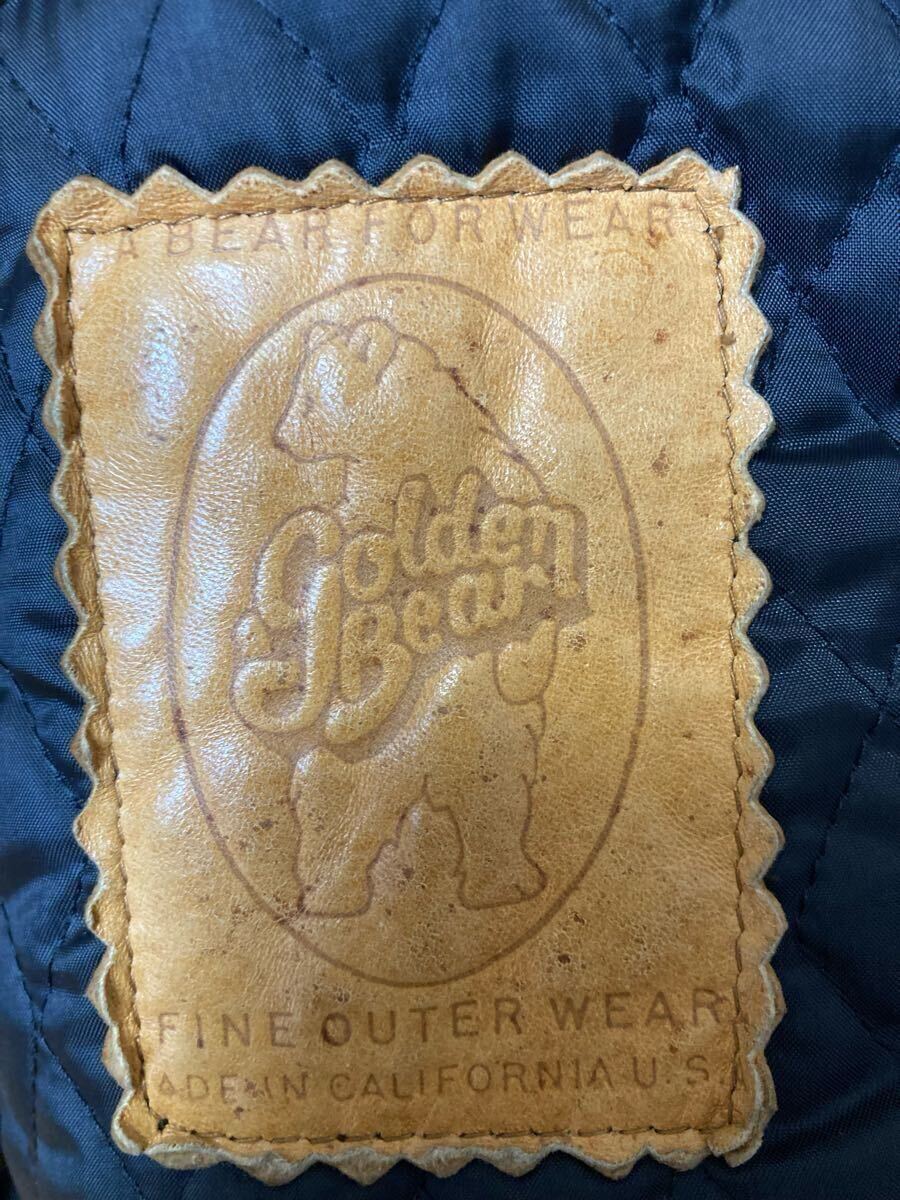 A BEAR FOR WEAR
Golden
Bear
FINE OUTER WEAR
ADE IN CALIFORNIA U.S.A